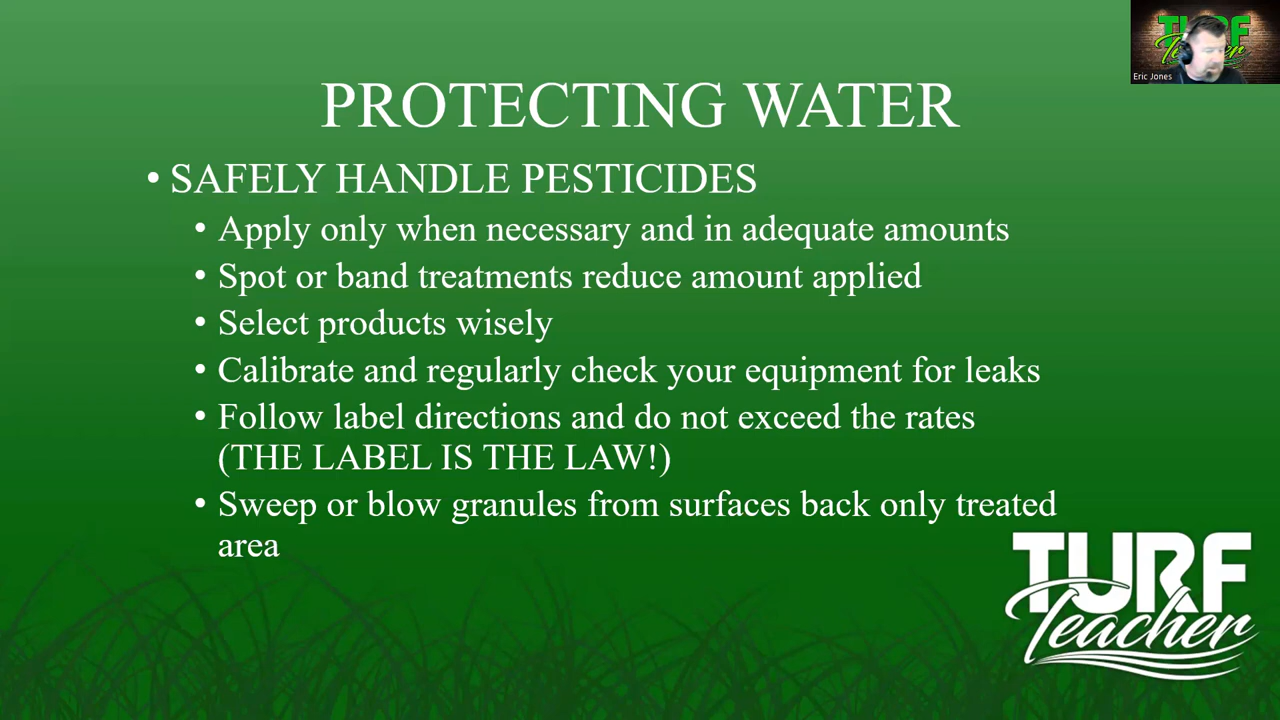 TURF
Teacher
Eric Jones
PROTECTING WATER
• SAFELY HANDLE PESTICIDES
• Apply only when necessary and in adequate amounts
• Spot or band treatments reduce amount applied
• Select products wisely
• Calibrate and regularly check your equipment for leaks
• Follow label directions and do not exceed the rates
(THE LABEL IS THE LAW!)
• Sweep or blow granules from surfaces back only treated
area
TURF
Teacher